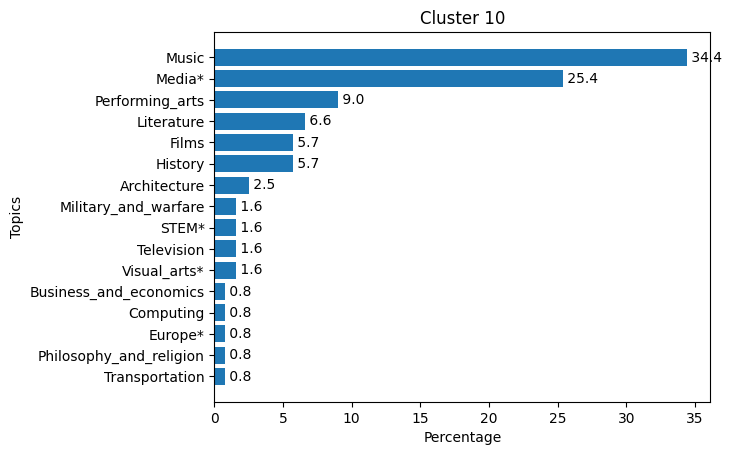 Cluster 10
Music 34.4
Media* 25.4
Performing_arts 9.0
Literature 6.6
Films 5.7
History 5.7
Architecture 2.5
Military_and_warfare 1.6
STEM* 1.6
Television 1.6
Visual_arts* 1.6
Business_and_economics 0.8
Computing 0.8
Europe* 0.8
Philosophy_and_religion 0.8
Transportation 0.8
Topics
0 5 10 15 20 25 30 35
Percentage